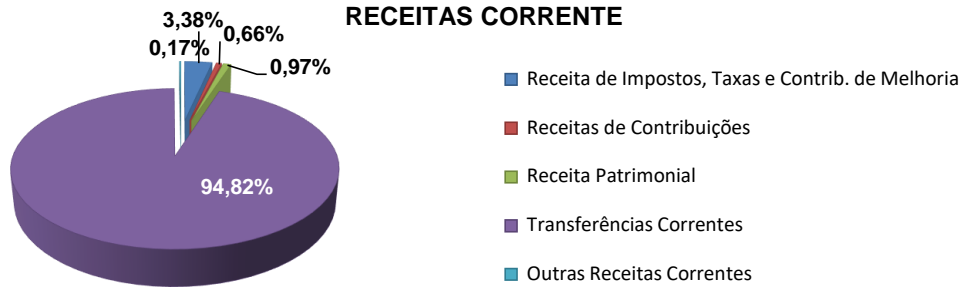 RECEITAS CORRENTE
3,38%
0,66%
0,17%
0,97%
94,82%
Receita de Impostos, Taxas e Contrib. de Melhoria
Receitas de Contribuições
Receita Patrimonial
Transferências Correntes
Outras Receitas Correntes